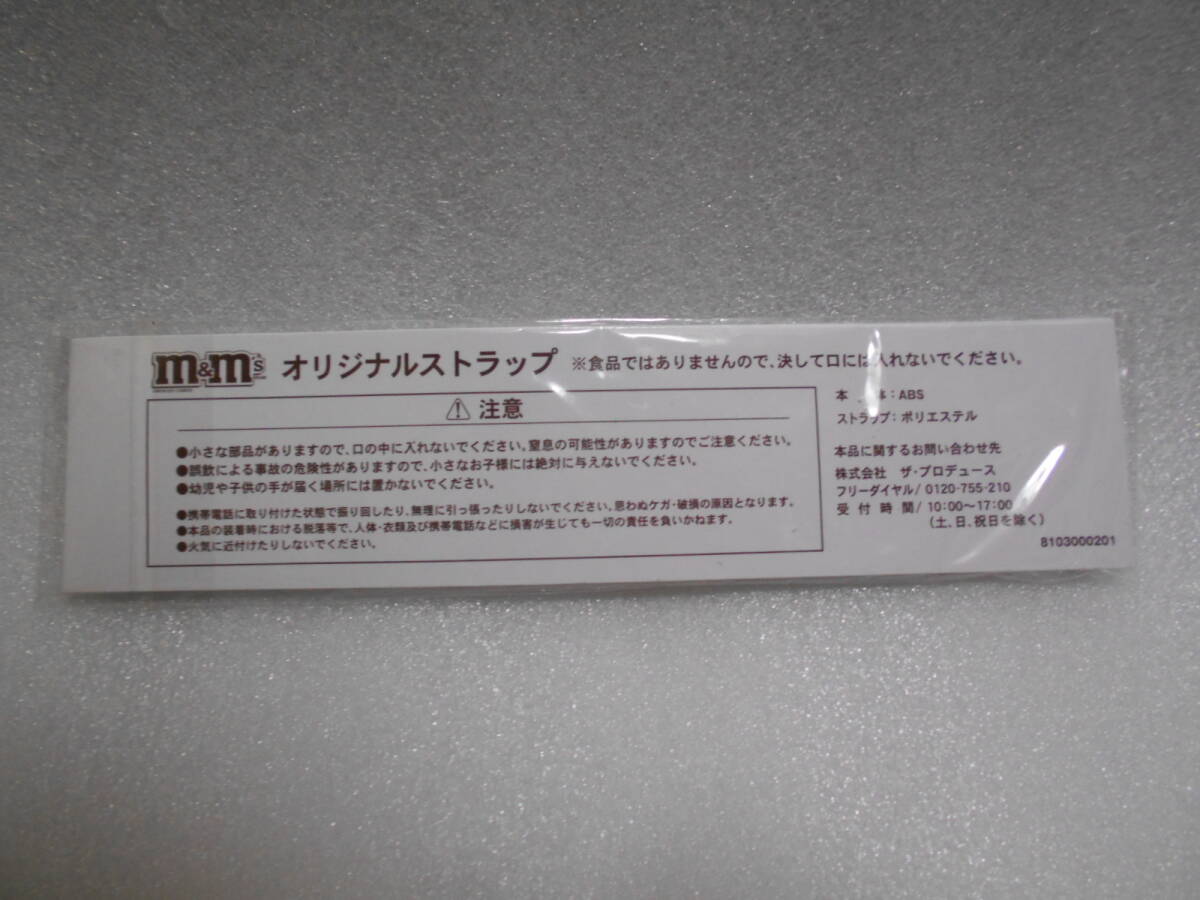 m&m's オリジナルストラップ ※食品ではありませんので、決して口には入れないでください。
⚠ 注意
●小さな部品がありますので、口の中に入れないでください。窒息の可能性がありますのでご注意ください。
●誤飲による事故の危険性がありますので、小さなお子様には絶対に与えないでください。
●幼児や子供の手が届く場所には置かないでください。
●携帯電話に取り付けた状態で振り回したり、無理に引っ張ったりしないでください。思わぬケガ・破損の原因となります。
●本品の装着時における脱落等で、人体・衣類及び携帯電話などに損害が生じても一切の責任を負いかねます。
●火気に近付けたりしないでください。
本 体：ABS
ストラップ：ポリエステル
本品に関するお問い合わせ先
株式会社 ザ・プロデュース
フリーダイヤル/ 0120-755-210
受付時間/ 10:00〜17:00
(土、日、祝日を除く)
8103000201